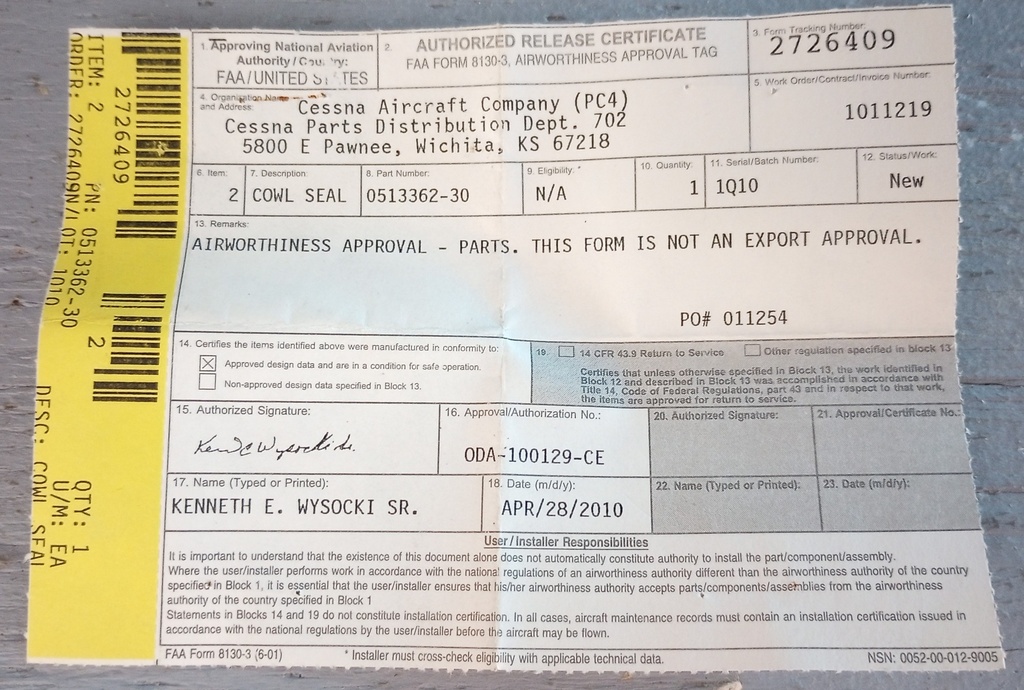 ITEM: 2
PN: 0513362-30
QTY: 1
ORDER: 2726409
N/LOT: 1010
U/M: EA
DESC: COWL SEAL
2726409
2
1. Approving National Aviation
Authority/Country:
FAA/UNITED STATES
2.
AUTHORIZED RELEASE CERTIFICATE
FAA FORM 8130-3, AIRWORTHINESS APPROVAL TAG
3. Form Tracking Number:
2726409
4. Organization Name
and Address:
Cessna Aircraft Company (PC4)
Cessna Parts Distribution Dept. 702
5800 E Pawnee, Wichita, KS 67218
5. Work Order/Contract/Invoice Number:
1011219
6. Item:
2
7. Description:
COWL SEAL
8. Part Number:
0513362-30
9. Eligibility: *
N/A
10. Quantity:
1
11. Serial/Batch Number:
1Q10
12. Status/Work:
New
13. Remarks:
AIRWORTHINESS APPROVAL - PARTS. THIS FORM IS NOT AN EXPORT APPROVAL.
PO# 011254
14. Certifies the items identified above were manufactured in conformity to:
Approved design data and are in a condition for safe operation.
Non-approved design data specified in Block 13.
19. 14 CFR 43.9 Return to Service Other regulation specified in block 13
Certifies that unless otherwise specified in Block 13, the work identified in
Block 12 and described in Block 13 was accomplished in accordance with
Title 14, Code of Federal Regulations, part 43 and in respect to that work,
the items are approved for return to service.
15. Authorized Signature:
16. Approval/Authorization No.:
ODA-100129-CE
20. Authorized Signature:
21. Approval/Certificate No.:
17. Name (Typed or Printed):
KENNETH E. WYSOCKI SR.
18. Date (m/d/y):
APR/28/2010
22. Name (Typed or Printed):
23. Date (m/d/y):
User/Installer Responsibilities
It is important to understand that the existence of this document alone does not automatically constitute authority to install the part/component/assembly.
Where the user/installer performs work in accordance with the national regulations of an airworthiness authority different than the airworthiness authority of the country
specified in Block 1, it is essential that the user/installer ensures that his/her airworthiness authority accepts parts/components/assemblies from the airworthiness
authority of the country specified in Block 1
Statements in Blocks 14 and 19 do not constitute installation certification. In all cases, aircraft maintenance records must contain an installation certification issued in
accordance with the national regulations by the user/installer before the aircraft may be flown.
FAA Form 8130-3 (6-01)
* Installer must cross-check eligibility with applicable technical data.
NSN: 0052-00-012-9005